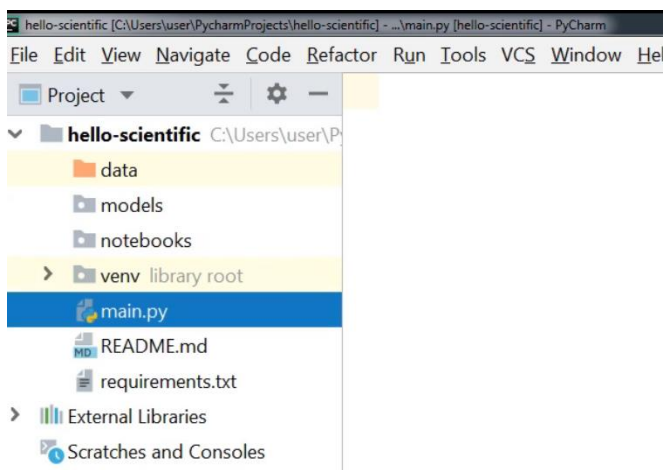 hello-scientific [C:\Users\user\PycharmProjects\hello-scientific] - ...\main.py [hello-scientific] - PyCharm
File Edit View Navigate Code Refactor Run Tools VCS Window Hel
Project
hello-scientific C:\Users\user\P
data
models
notebooks
venv library root
main.py
MD README.md
requirements.txt
External Libraries
Scratches and Consoles